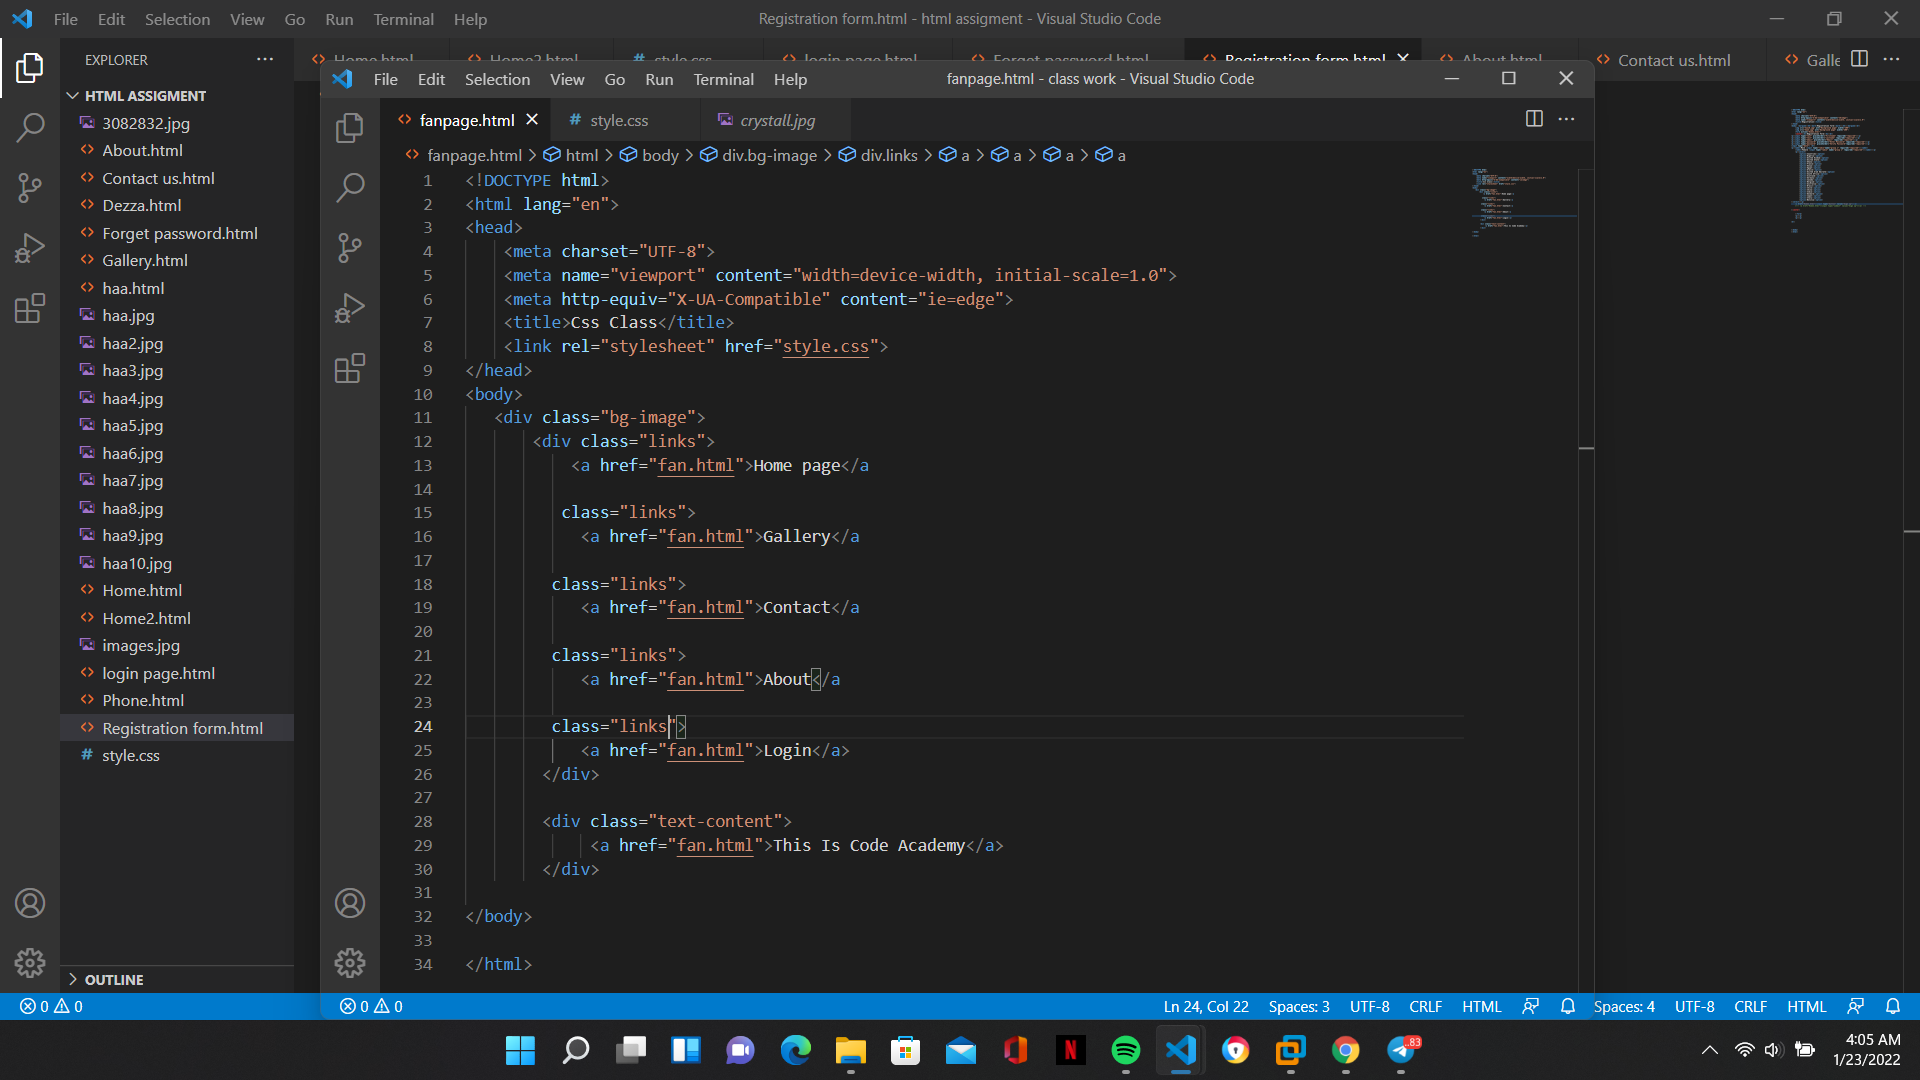 File Edit Selection View Go Run Terminal Help
Registration form.html - html assigment - Visual Studio Code
EXPLORER
Home.html
Home2.html
style.css
login page.html
Forget password.html
Registration form.html
About.html
Contact us.html
Galle
HTML ASSIGMENT
3082832.jpg
About.html
Contact us.html
Dezza.html
Forget password.html
Gallery.html
haa.html
haa.jpg
haa2.jpg
haa3.jpg
haa4.jpg
haa5.jpg
haa6.jpg
haa7.jpg
haa8.jpg
haa9.jpg
haa10.jpg
Home.html
Home2.html
images.jpg
login page.html
Phone.html
Registration form.html
# style.css
OUTLINE
File Edit Selection View Go Run Terminal Help
fanpage.html - class work - Visual Studio Code
fanpage.html
# style.css
crystall.jpg
fanpage.html > html > body > div.bg-image > div.links > a > a > a > a
1 <!DOCTYPE html>
2 <html lang="en">
3 <head>
4 <meta charset="UTF-8">
5 <meta name="viewport" content="width=device-width, initial-scale=1.0">
6 <meta http-equiv="X-UA-Compatible" content="ie=edge">
7 <title>Css Class</title>
8 <link rel="stylesheet" href="style.css">
9 </head>
10 <body>
11 <div class="bg-image">
12 <div class="links">
13 <a href="fan.html">Home page</a
14
15 class="links">
16 <a href="fan.html">Gallery</a
17
18 class="links">
19 <a href="fan.html">Contact</a
20
21 class="links">
22 <a href="fan.html">About</a
23
24 class="links">
25 <a href="fan.html">Login</a>
26 </div>
27
28 <div class="text-content">
29 <a href="fan.html">This Is Code Academy</a>
30 </div>
31
32 </body>
33
34 </html>
0 0
0 0
Ln 24, Col 22 Spaces: 3 UTF-8 CRLF HTML
Spaces: 4 UTF-8 CRLF HTML
N
83
4:05 AM
1/23/2022